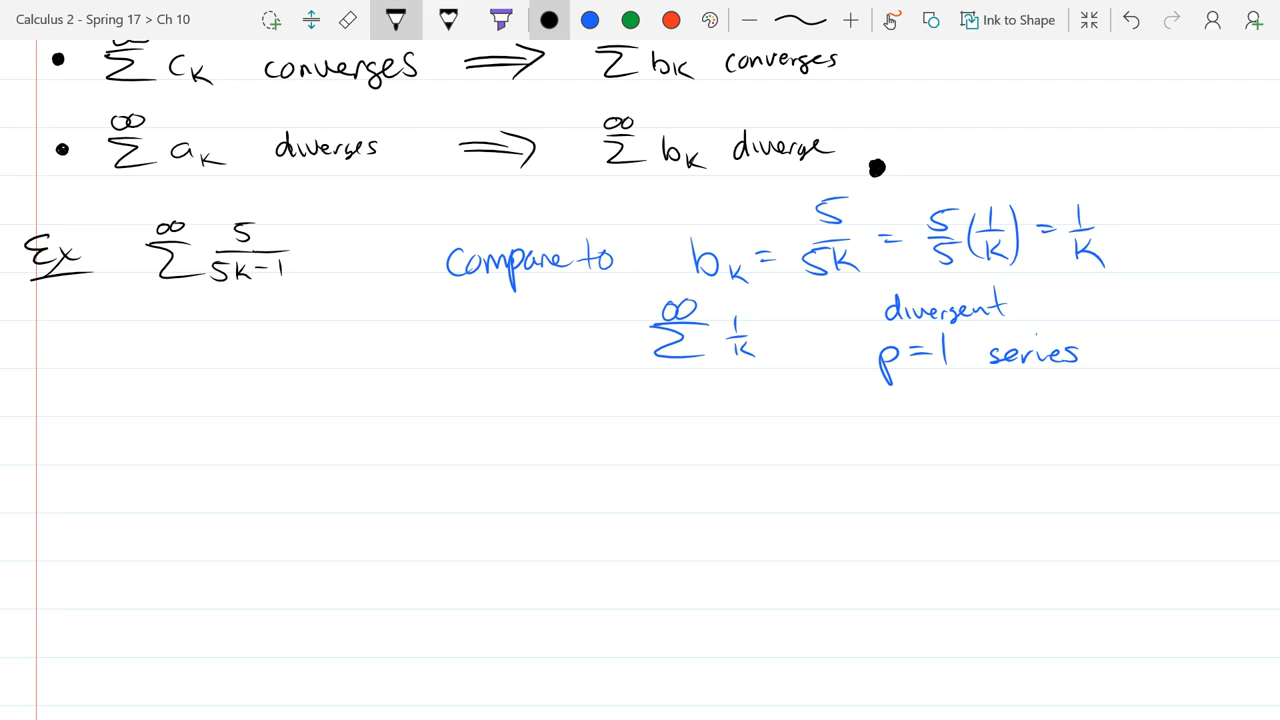 Calculus 2 - Spring 17 > Ch 10
Ink to Shape
• ∞ Σ c_K converges ⟹ Σ b_K converges
• ∞ Σ a_K diverges ⟹ ∞ Σ b_K diverge
Ex ∞ Σ 5/(5K-1) compare to b_K = 5/5K = 5/5 (1/K) = 1/K
∞ Σ 1/K divergent
p=1 series